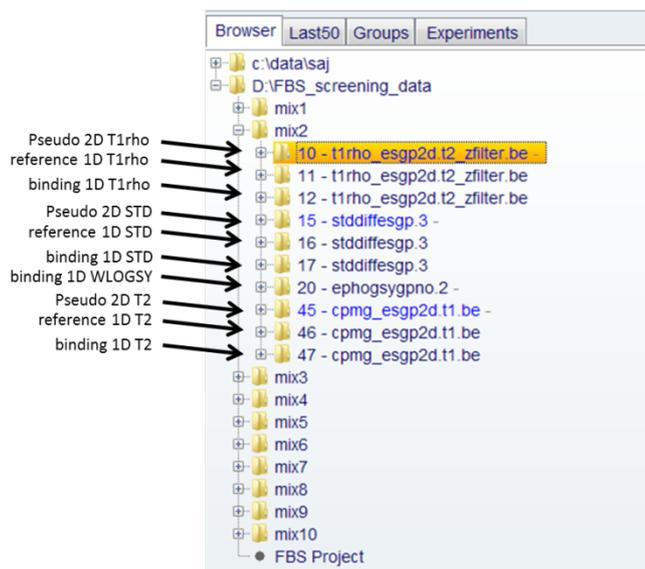 Browser Last50 Groups Experiments
c:\data\saj
D:\FBS_screening_data
mix1
mix2
Pseudo 2D T1rho 10 - t1rho_esgp2d.t2_zfilter.be -
reference 1D T1rho 11 - t1rho_esgp2d.t2_zfilter.be
binding 1D T1rho 12 - t1rho_esgp2d.t2_zfilter.be
Pseudo 2D STD 15 - stddiffesgp.3 -
reference 1D STD 16 - stddiffesgp.3
binding 1D STD 17 - stddiffesgp.3
binding 1D WLOGSY 20 - ephogsygpno.2 -
Pseudo 2D T2 45 - cpmg_esgp2d.t1.be -
reference 1D T2 46 - cpmg_esgp2d.t1.be
binding 1D T2 47 - cpmg_esgp2d.t1.be
mix3
mix4
mix5
mix6
mix7
mix8
mix9
mix10
FBS Project